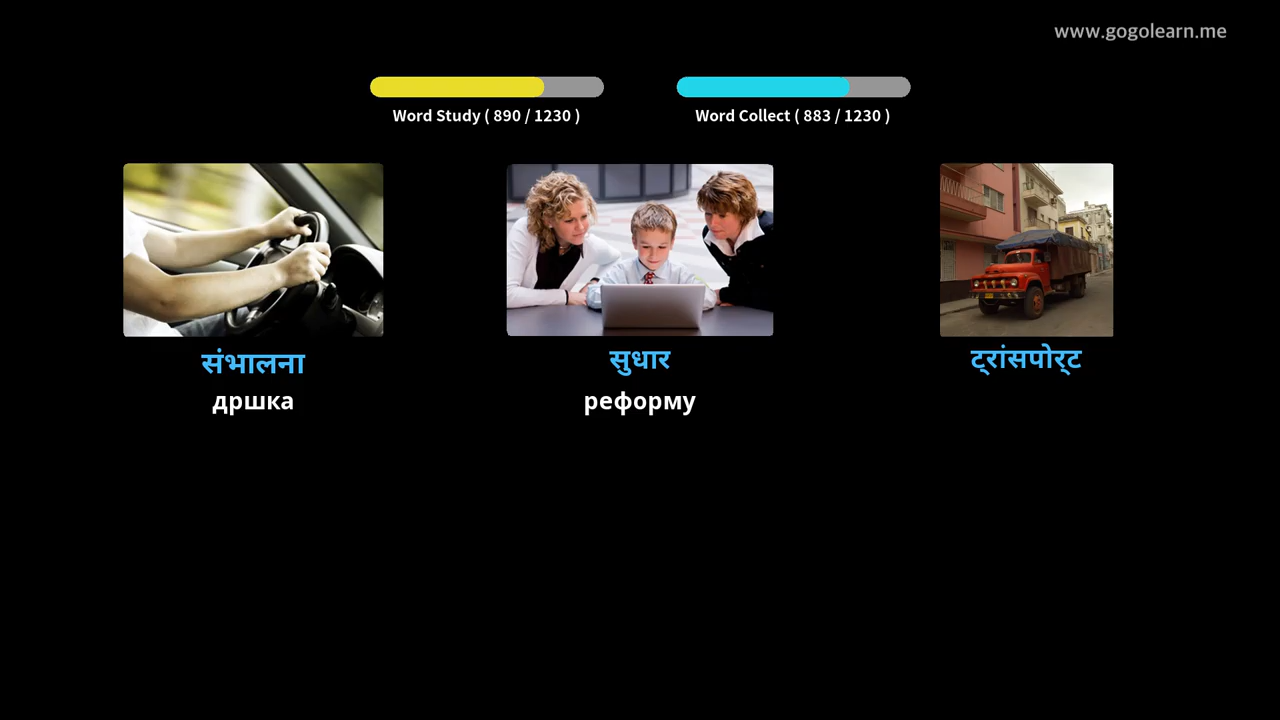 www.gogolearn.me
Word Study ( 890 / 1230 )
Word Collect ( 883 / 1230 )
संभालना
सुधार
ट्रांसपोर्ट
дршка
реформу